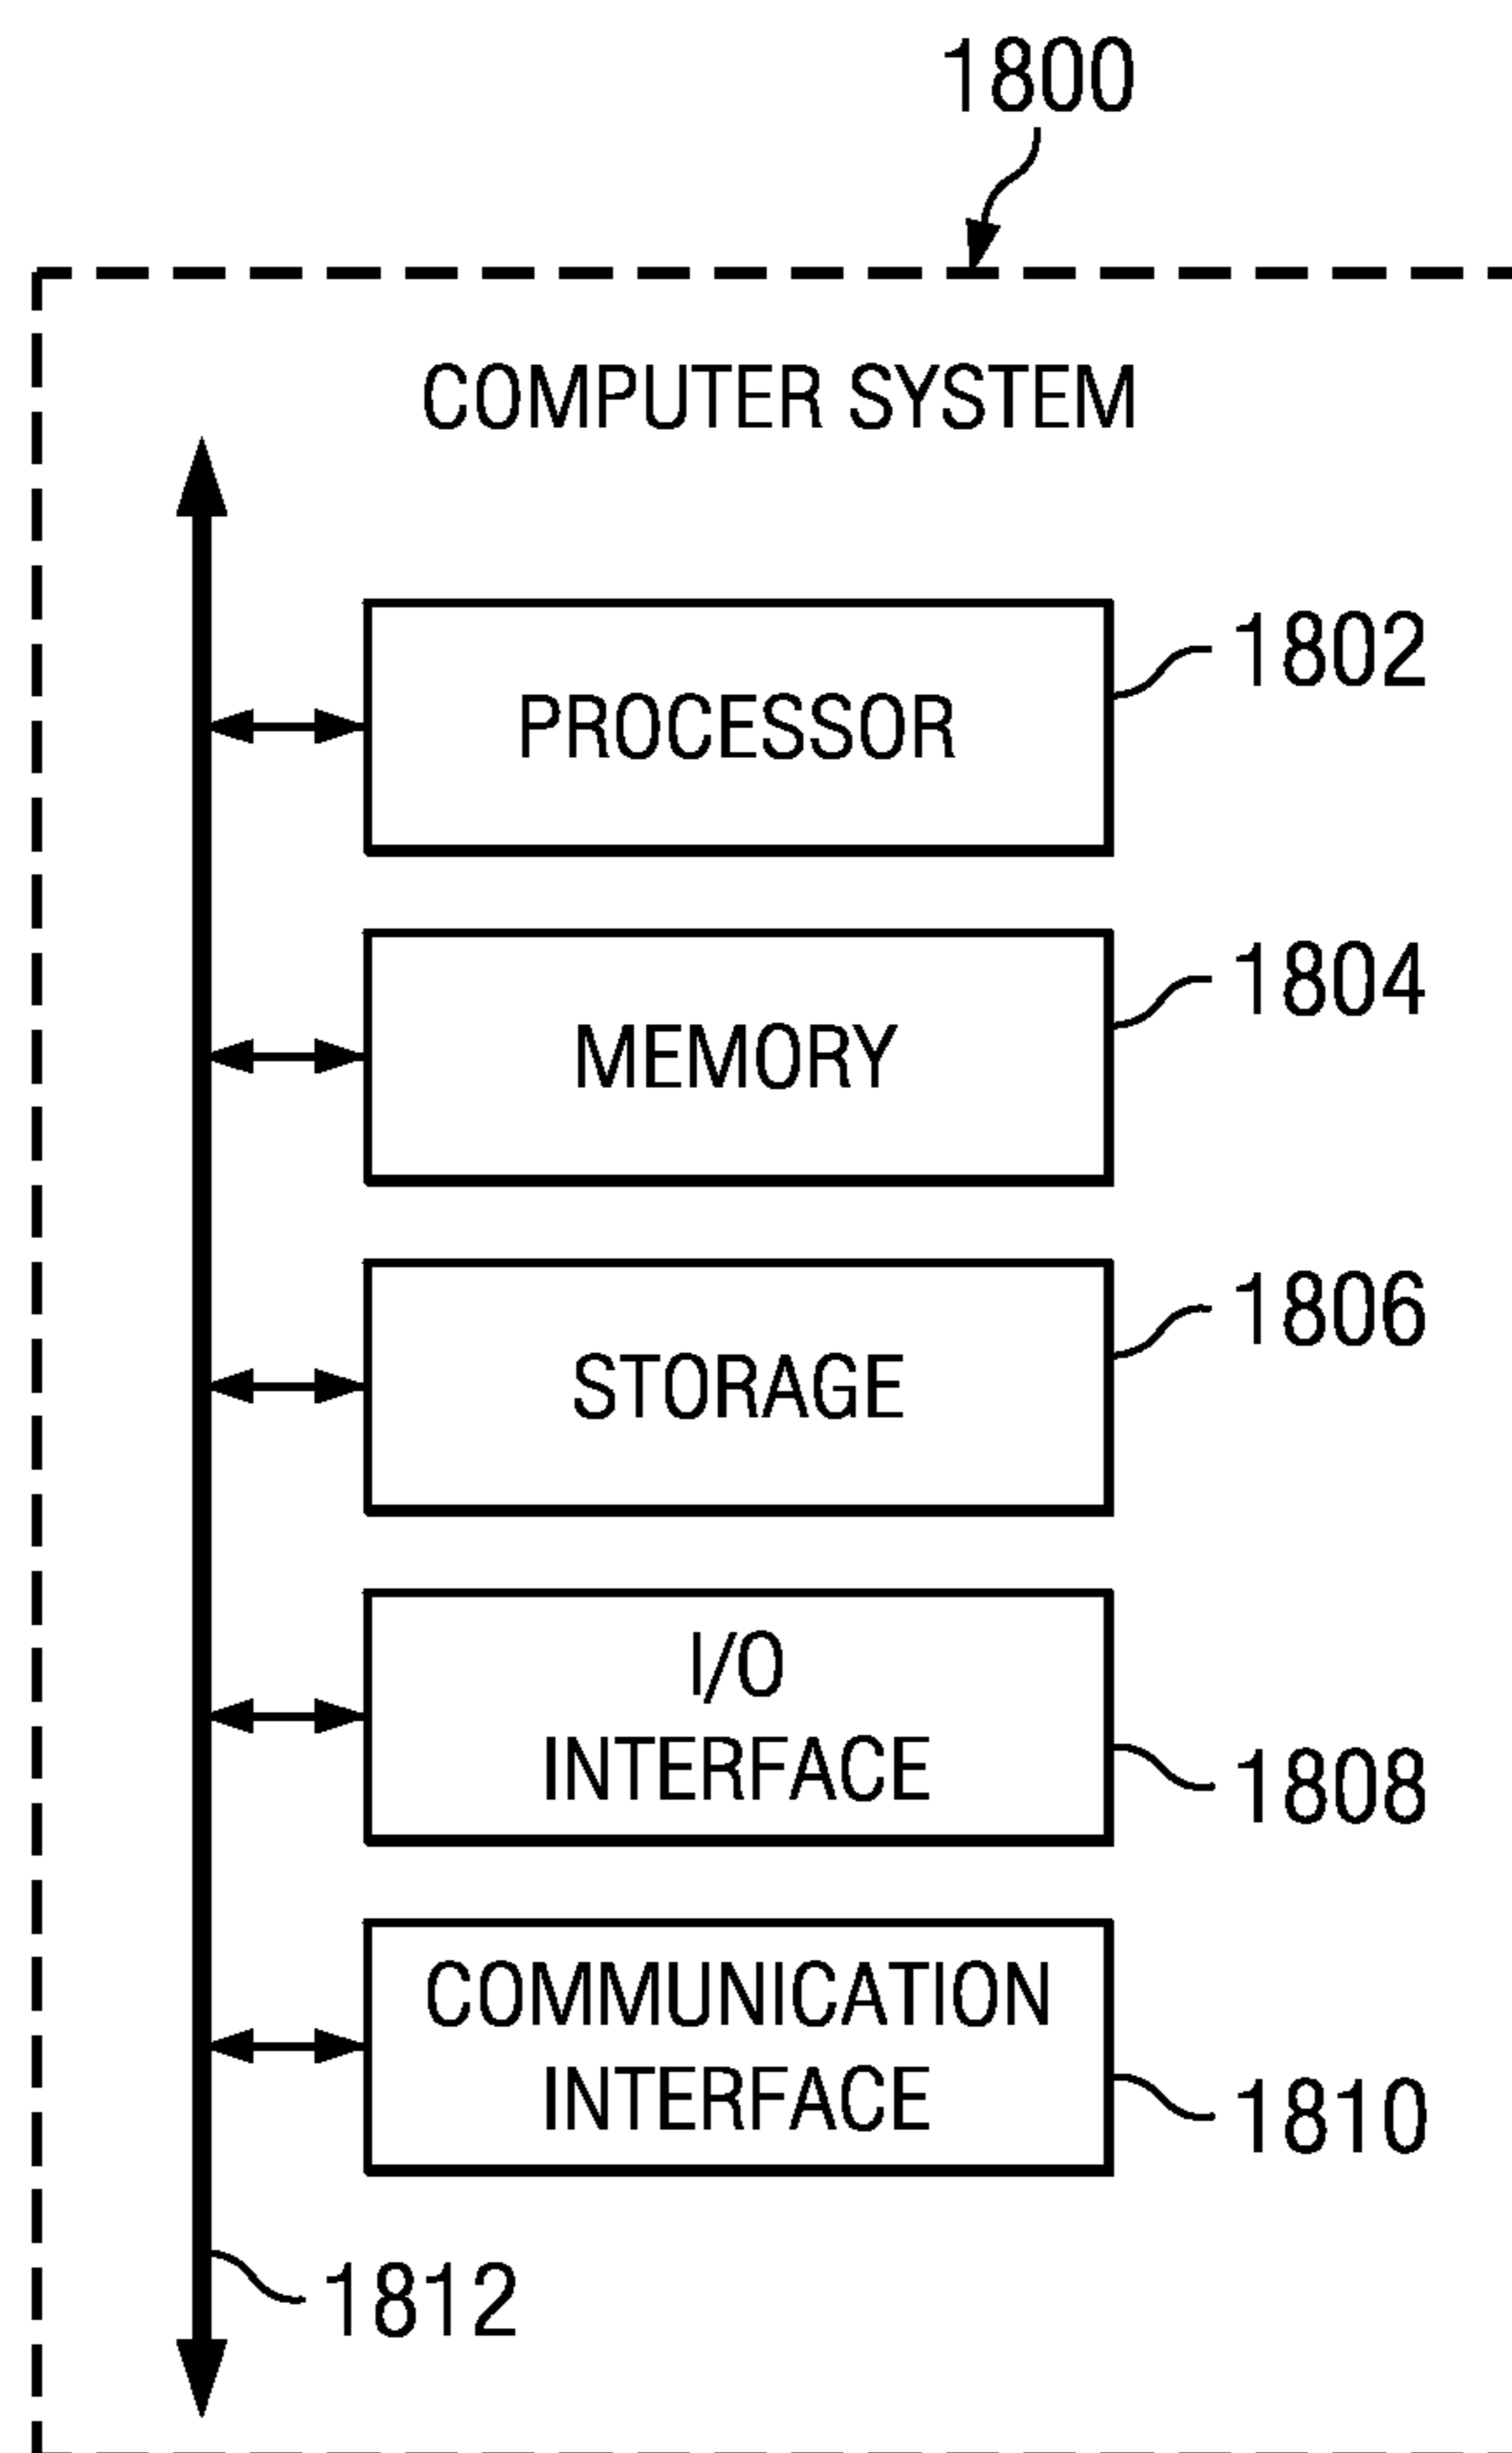 1800
COMPUTER SYSTEM
PROCESSOR
1802
MEMORY
1804
STORAGE
1806
I/O
INTERFACE
1808
COMMUNICATION
INTERFACE
1810
1812